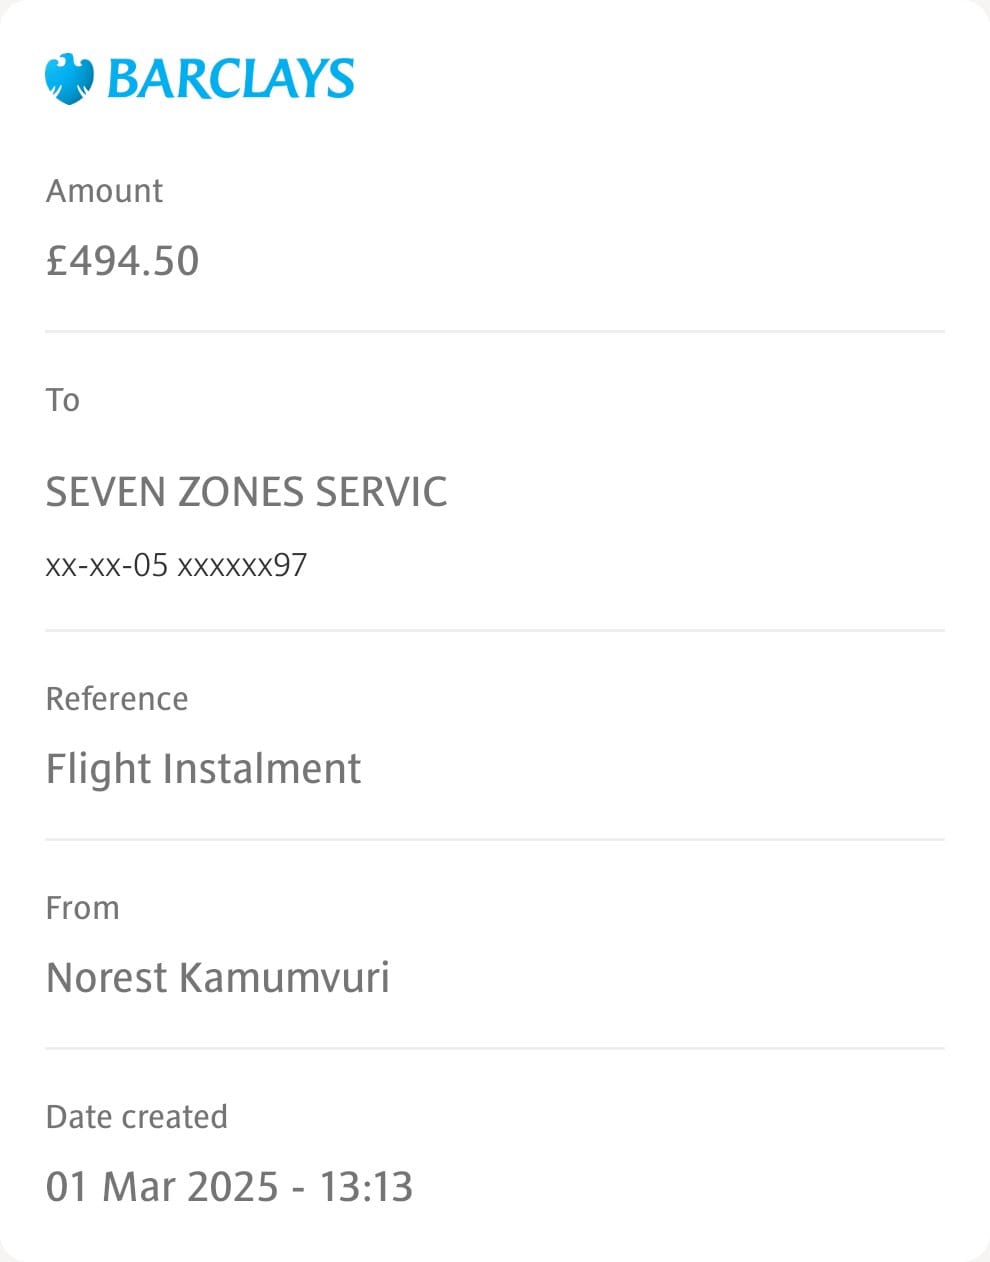 BARCLAYS
Amount
£494.50
To
SEVEN ZONES SERVIC
xx-xx-05 xxxxxx97
Reference
Flight Instalment
From
Norest Kamumvuri
Date created
01 Mar 2025 - 13:13